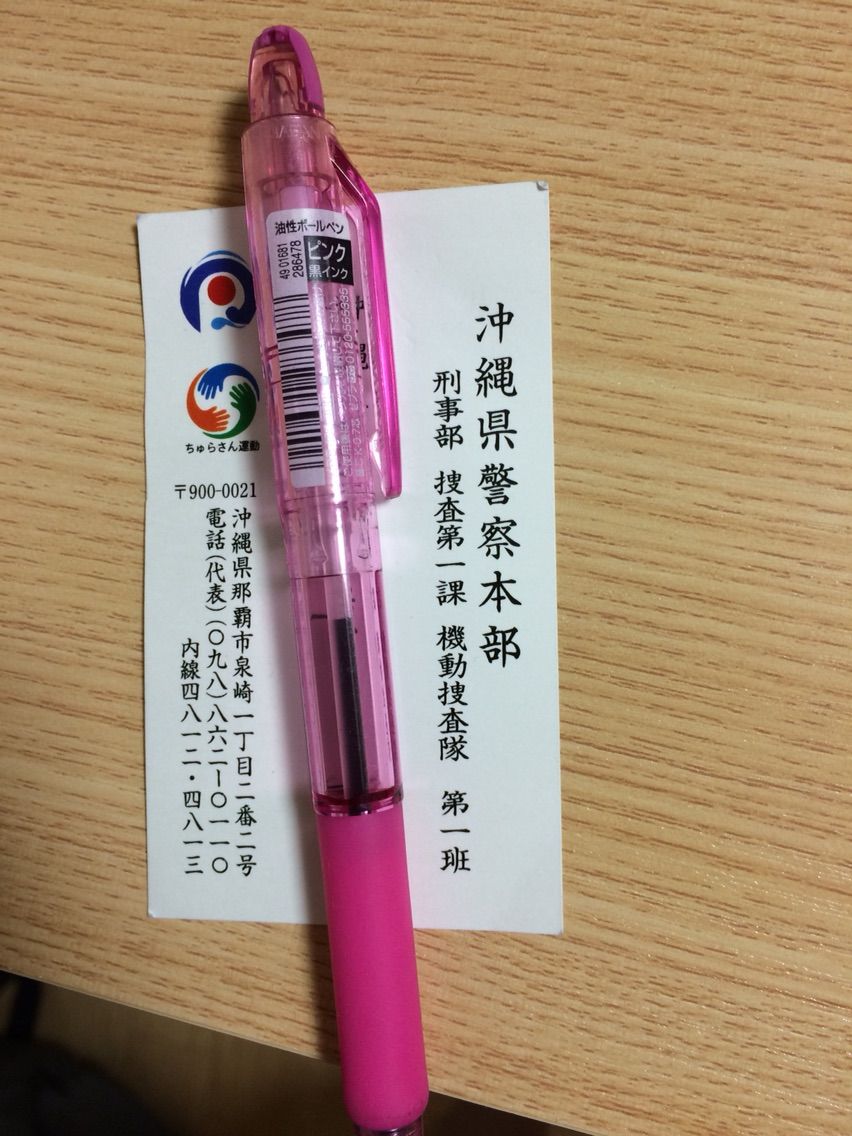 沖縄県警察本部
刑事部 捜査第一課 機動捜査隊 第一班
〒900-0021
沖縄県那覇市泉崎一丁目二番二号
電話(代表)(〇九八)八六二ー〇一一〇
内線四八一二・四八一三
ちゅらさん運動
油性ボールペン
ピンク
黒インク
49 01681
286478